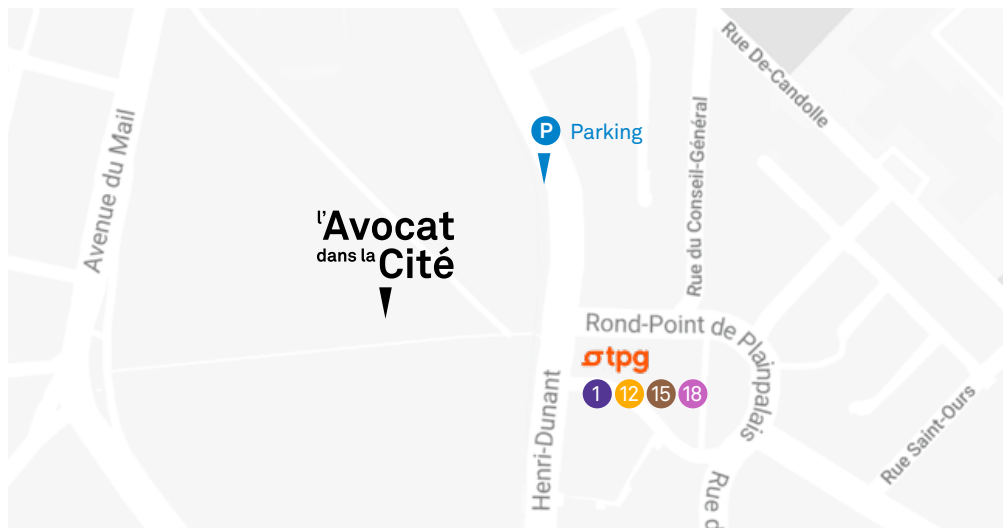 Rue De-Candolle
Avenue du Mail
P Parking
Rue du Conseil-Général
l'Avocat
dans la Cité
Rond-Point de Plainpalais
tpg
1 12 15 18
Henri-Dunant
Rue Saint-Ours
Rue d